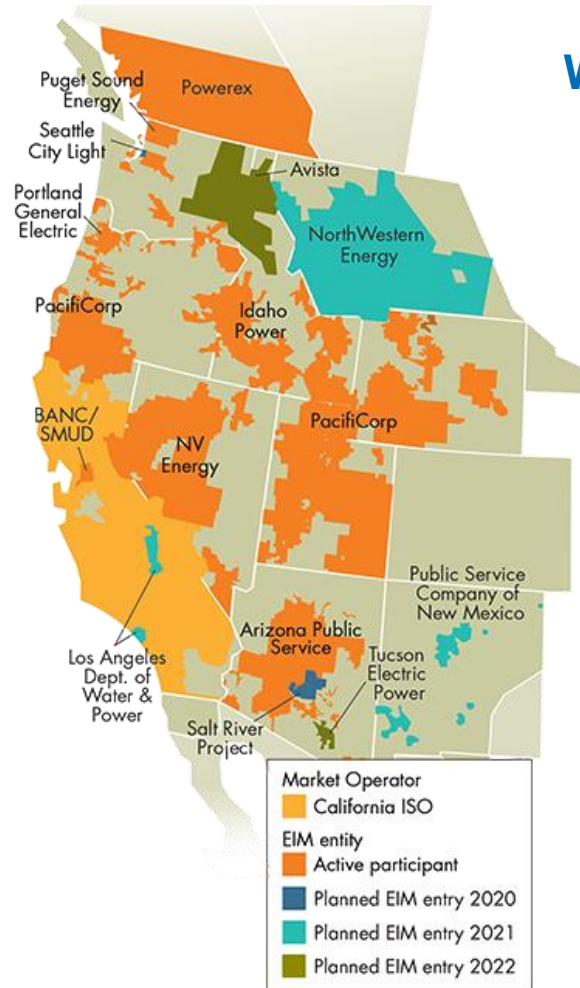 W
Puget Sound
Energy
Powerex
Seattle
City Light
Avista
Portland
General
Electric
NorthWestern
Energy
PacifiCorp
Idaho
Power
BANC/
SMUD
NV
Energy
PacifiCorp
Public Service
Company of
New Mexico
Arizona Public
Service
Los Angeles
Dept. of
Water &
Power
Tucson
Electric
Power
Salt River
Project
Market Operator
California ISO
EIM entity
Active participant
Planned EIM entry 2020
Planned EIM entry 2021
Planned EIM entry 2022